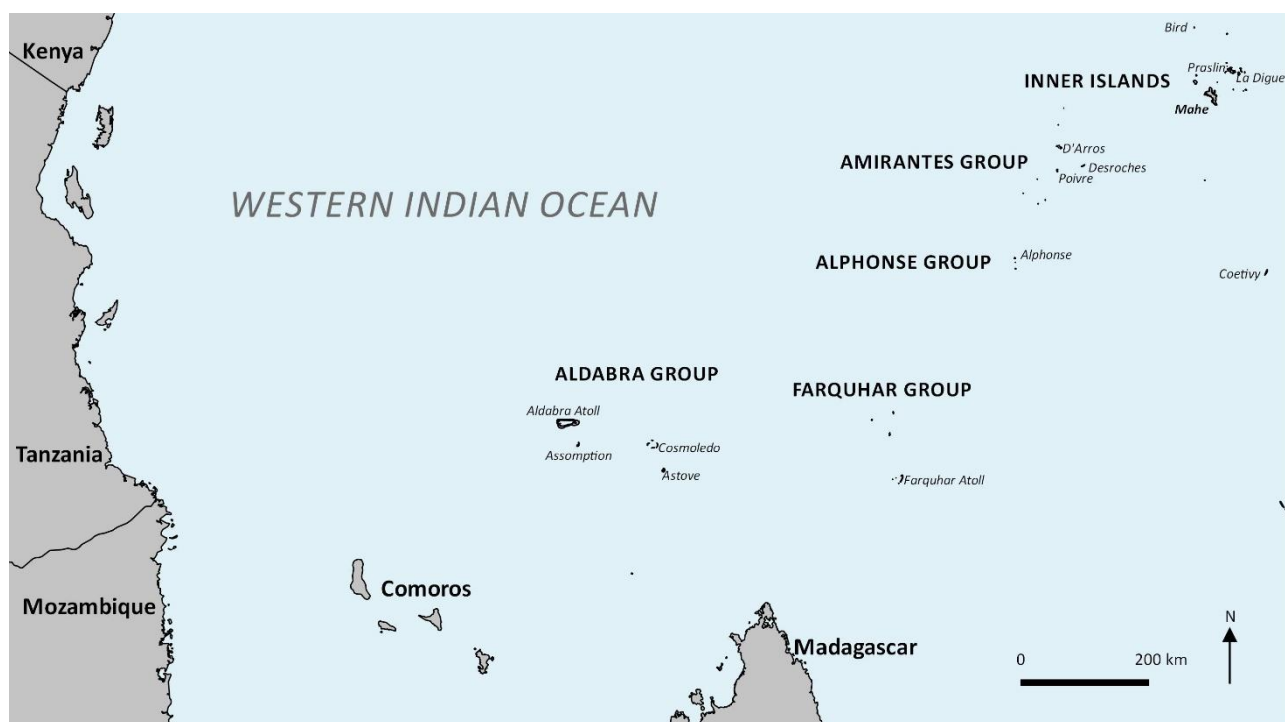 Kenya
Bird
Praslin
La Digue
INNER ISLANDS
Mahe
D'Arros
AMIRANTES GROUP
Desroches
Poivre
WESTERN INDIAN OCEAN
ALPHONSE GROUP
Alphonse
Coetivy
ALDABRA GROUP
FARQUHAR GROUP
Aldabra Atoll
Assomption
Cosmoledo
Astove
Farquhar Atoll
Tanzania
Comoros
Mozambique
Madagascar
N
0 200 km